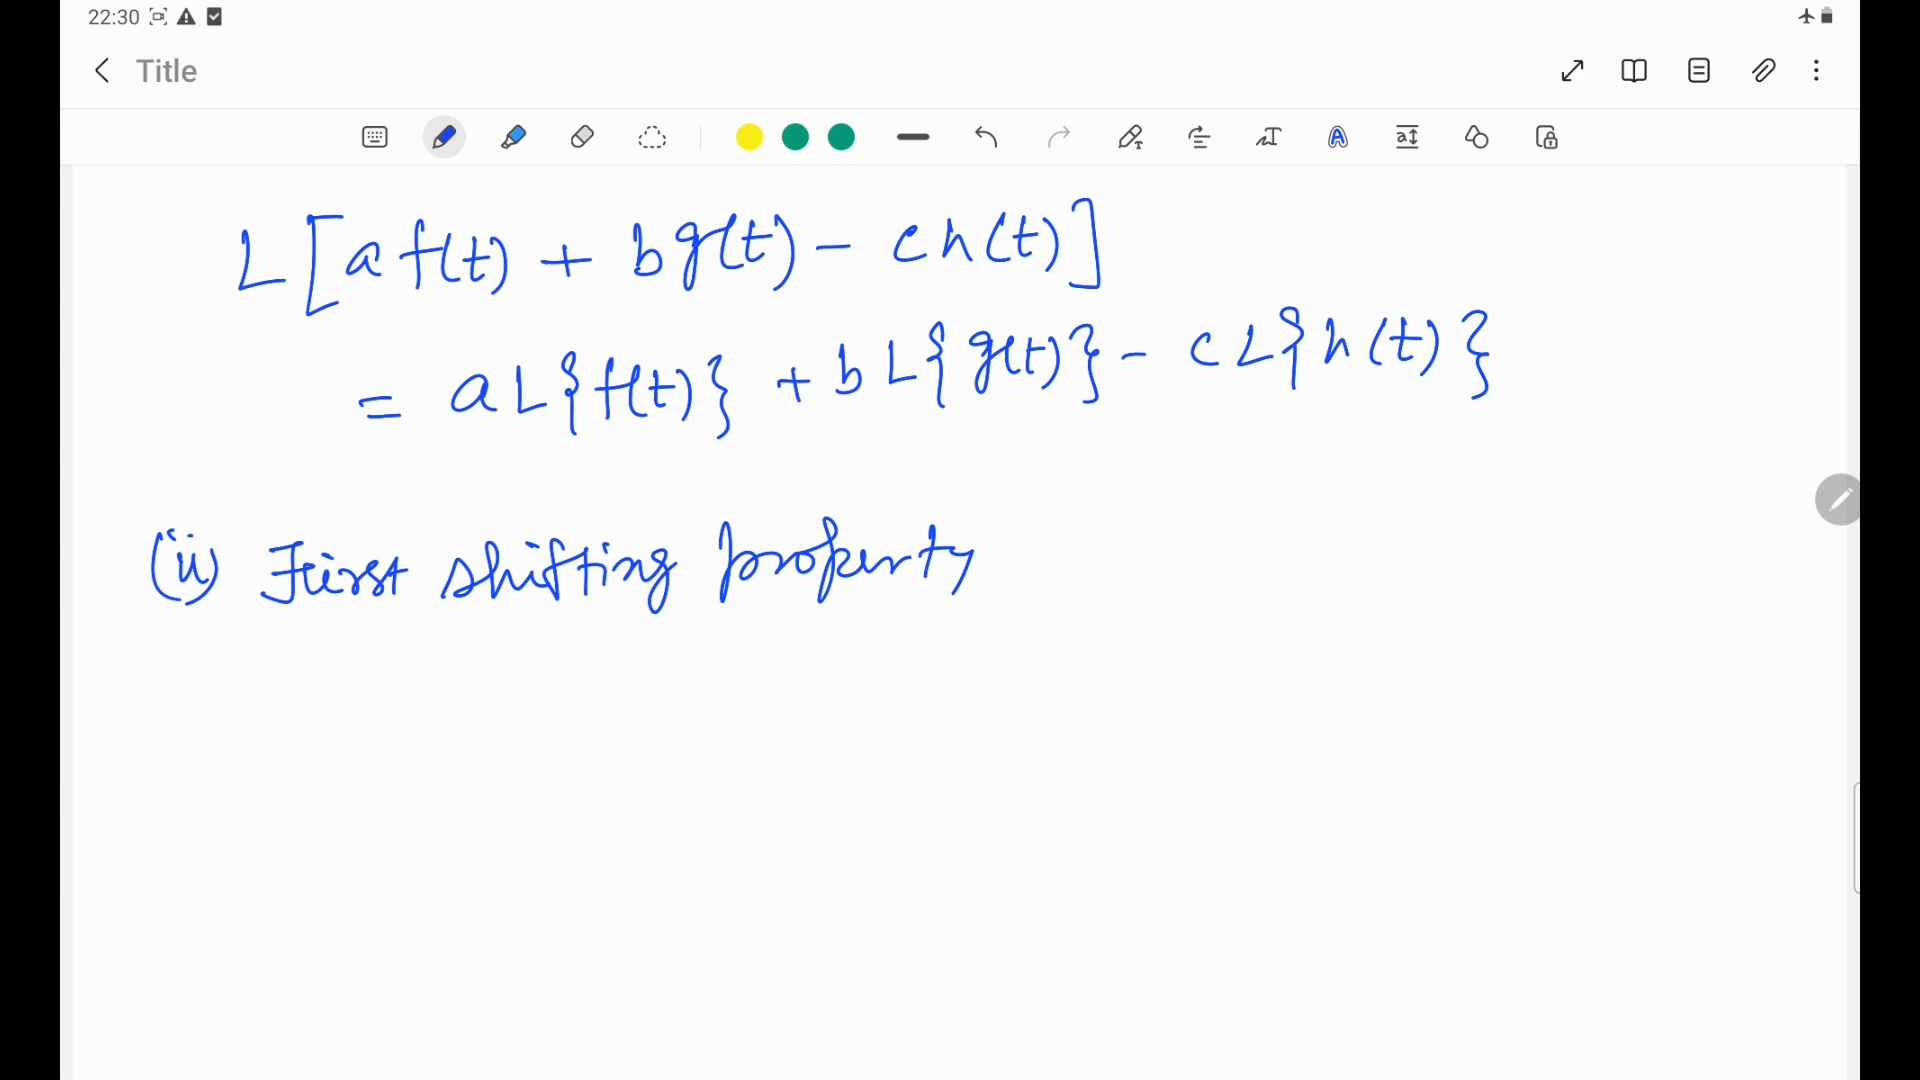 22:30
Title
L[a f(t) + b g(t) - c h(t)]
= a L{f(t)} + b L{g(t)} - c L{h(t)}
(ii) First shifting property